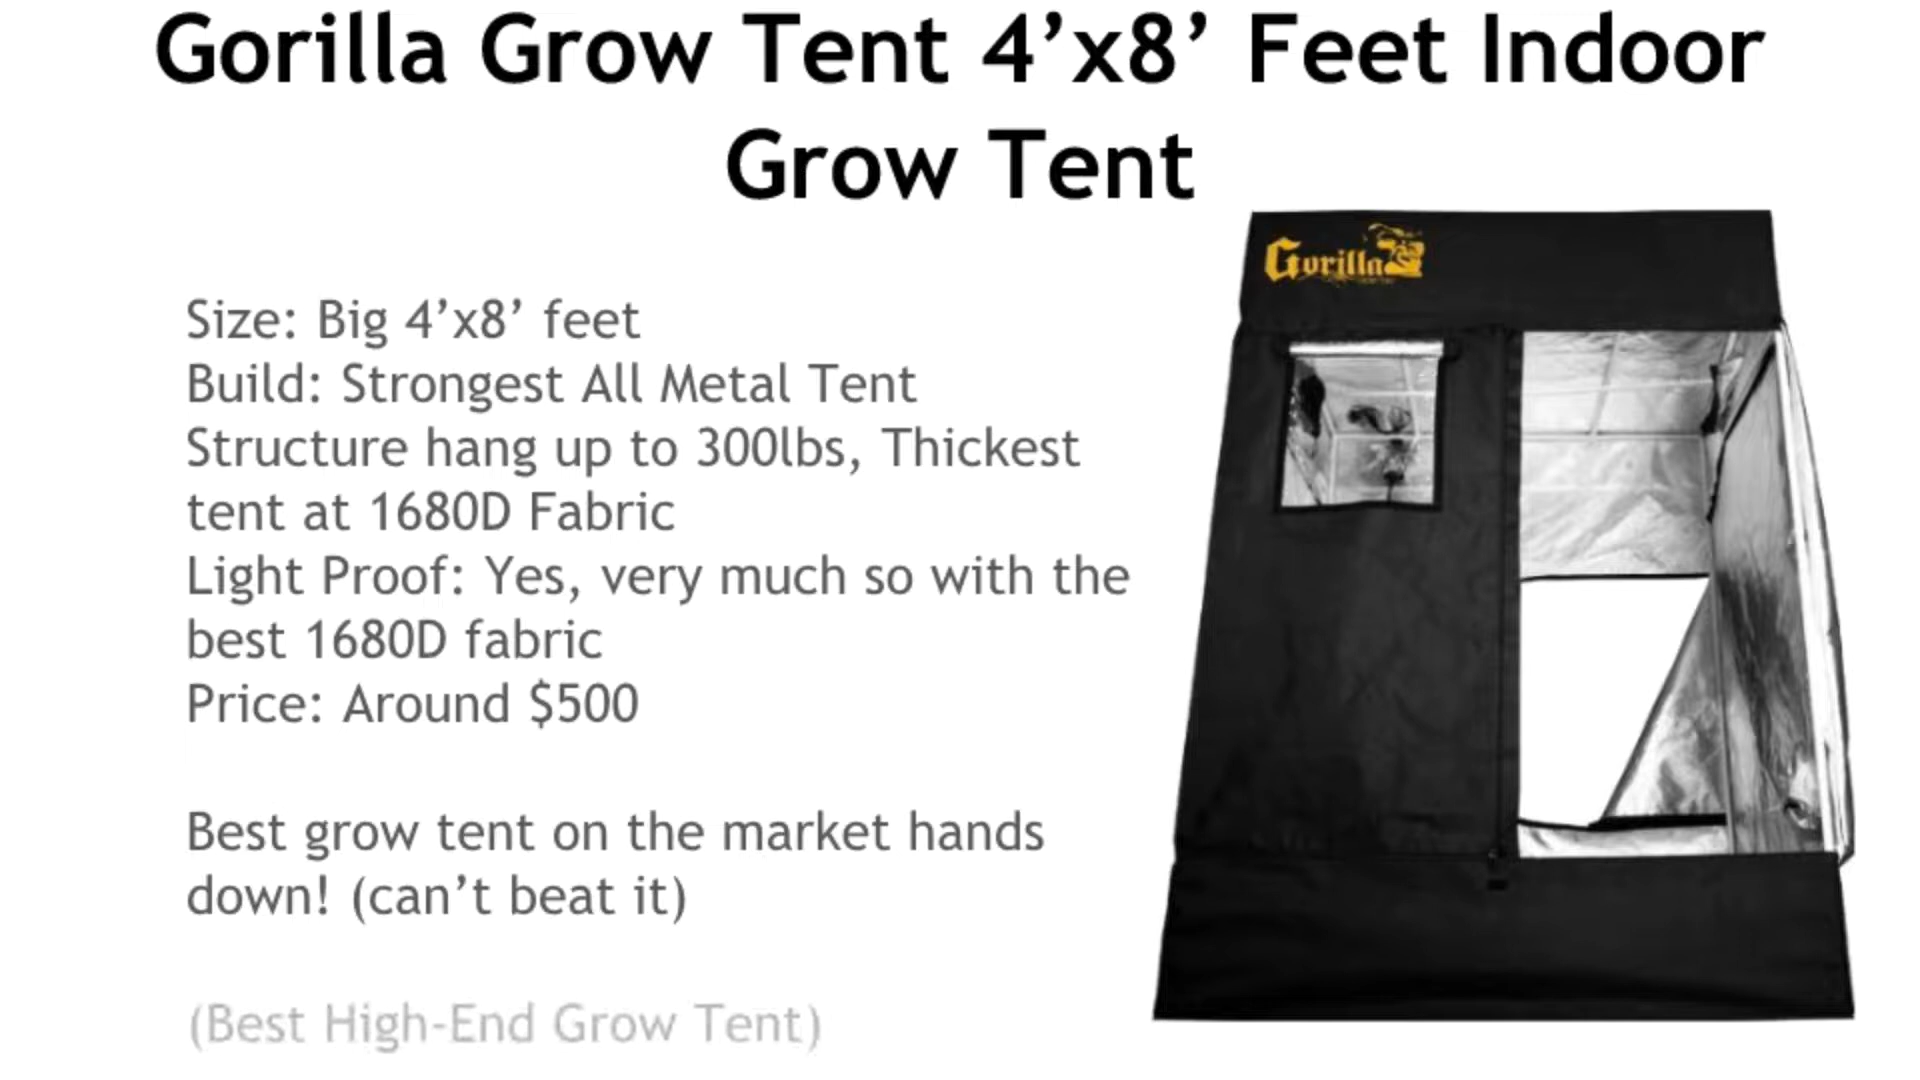 Gorilla Grow Tent 4’x8’ Feet Indoor
Grow Tent
Gorilla
Size: Big 4’x8’ feet
Build: Strongest All Metal Tent
Structure hang up to 300lbs, Thickest
tent at 1680D Fabric
Light Proof: Yes, very much so with the
best 1680D fabric
Price: Around $500
Best grow tent on the market hands
down! (can’t beat it)
(Best High-End Grow Tent)